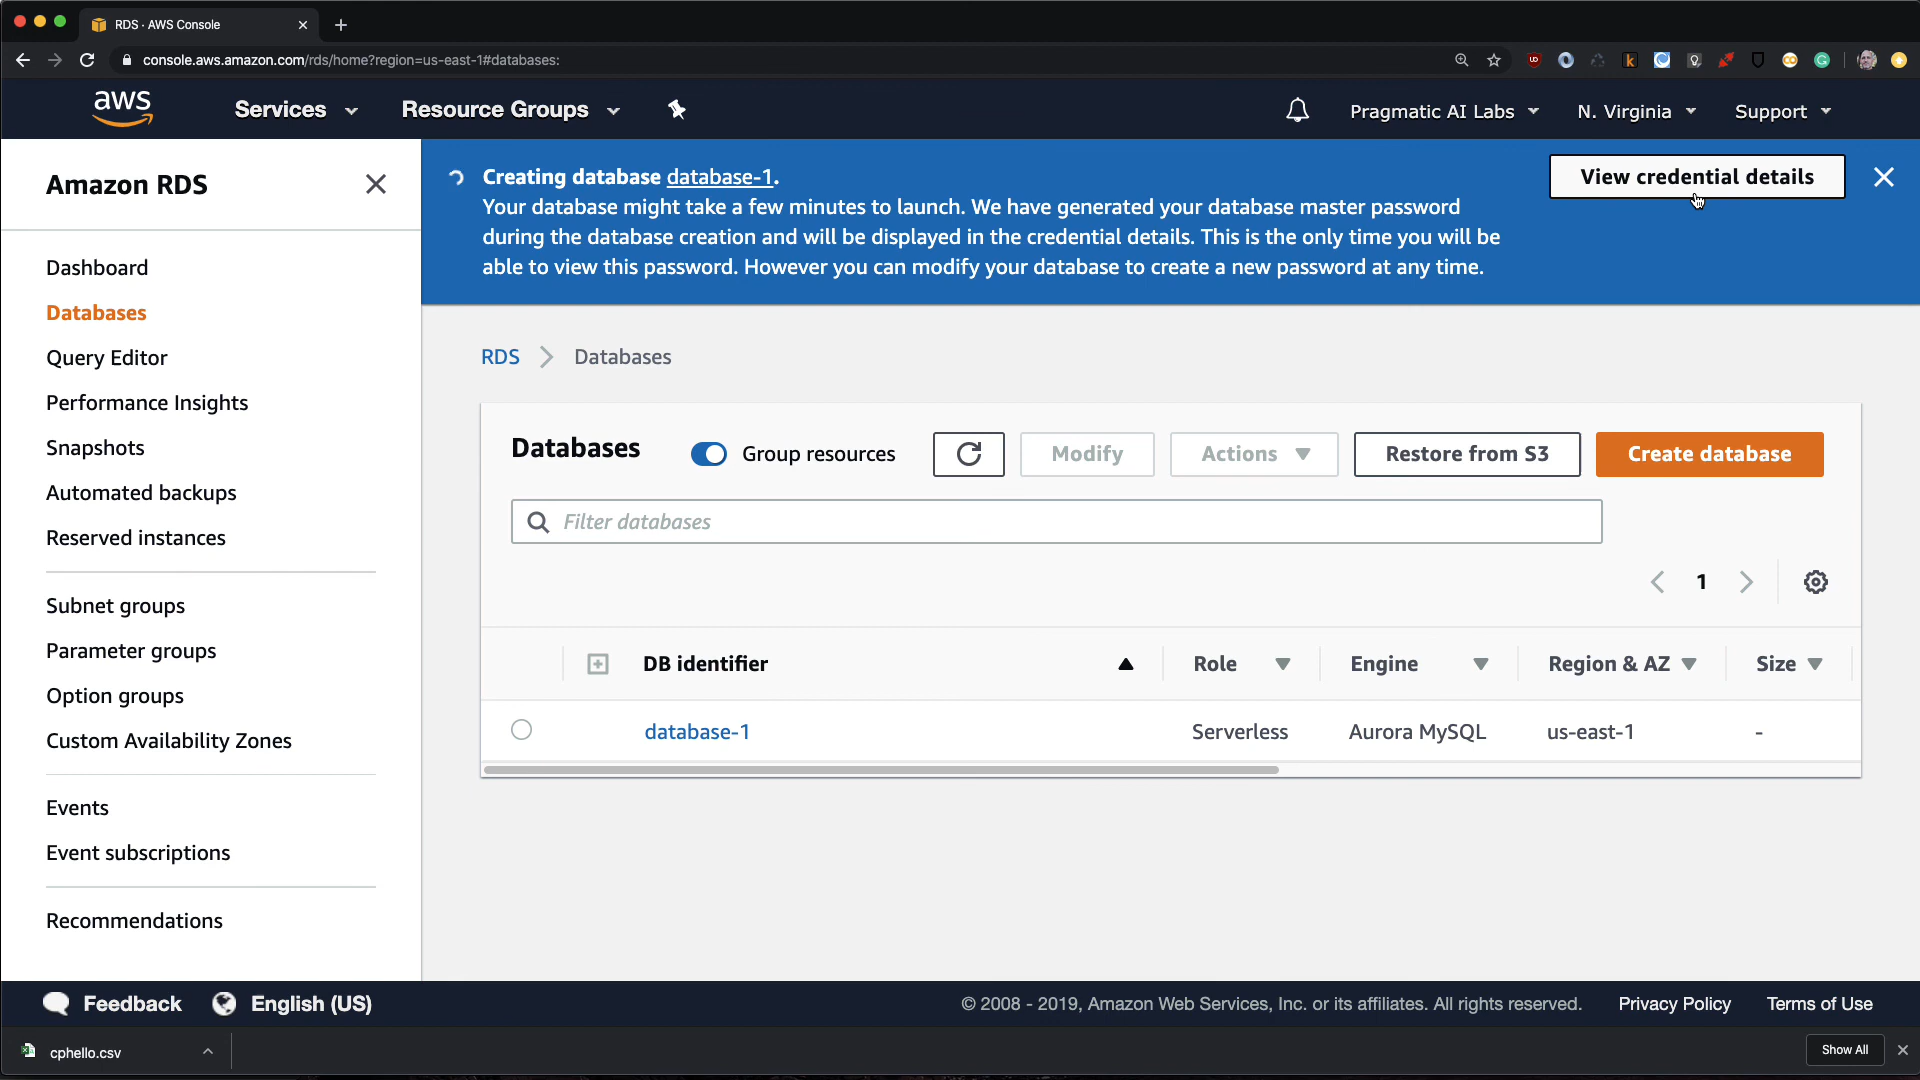 RDS · AWS Console
console.aws.amazon.com/rds/home?region=us-east-1#databases:
aws
Services
Resource Groups
Pragmatic AI Labs
N. Virginia
Support
Amazon RDS
Creating database database-1.
Your database might take a few minutes to launch. We have generated your database master password
during the database creation and will be displayed in the credential details. This is the only time you will be
able to view this password. However you can modify your database to create a new password at any time.
View credential details
Dashboard
Databases
Query Editor
Performance Insights
Snapshots
Automated backups
Reserved instances
Subnet groups
Parameter groups
Option groups
Custom Availability Zones
Events
Event subscriptions
Recommendations
RDS
Databases
Databases
Group resources
Modify
Actions
Restore from S3
Create database
Filter databases
1
DB identifier
Role
Engine
Region & AZ
Size
database-1
Serverless
Aurora MySQL
us-east-1
-
Feedback
English (US)
© 2008 - 2019, Amazon Web Services, Inc. or its affiliates. All rights reserved.
Privacy Policy
Terms of Use
cphello.csv
Show All